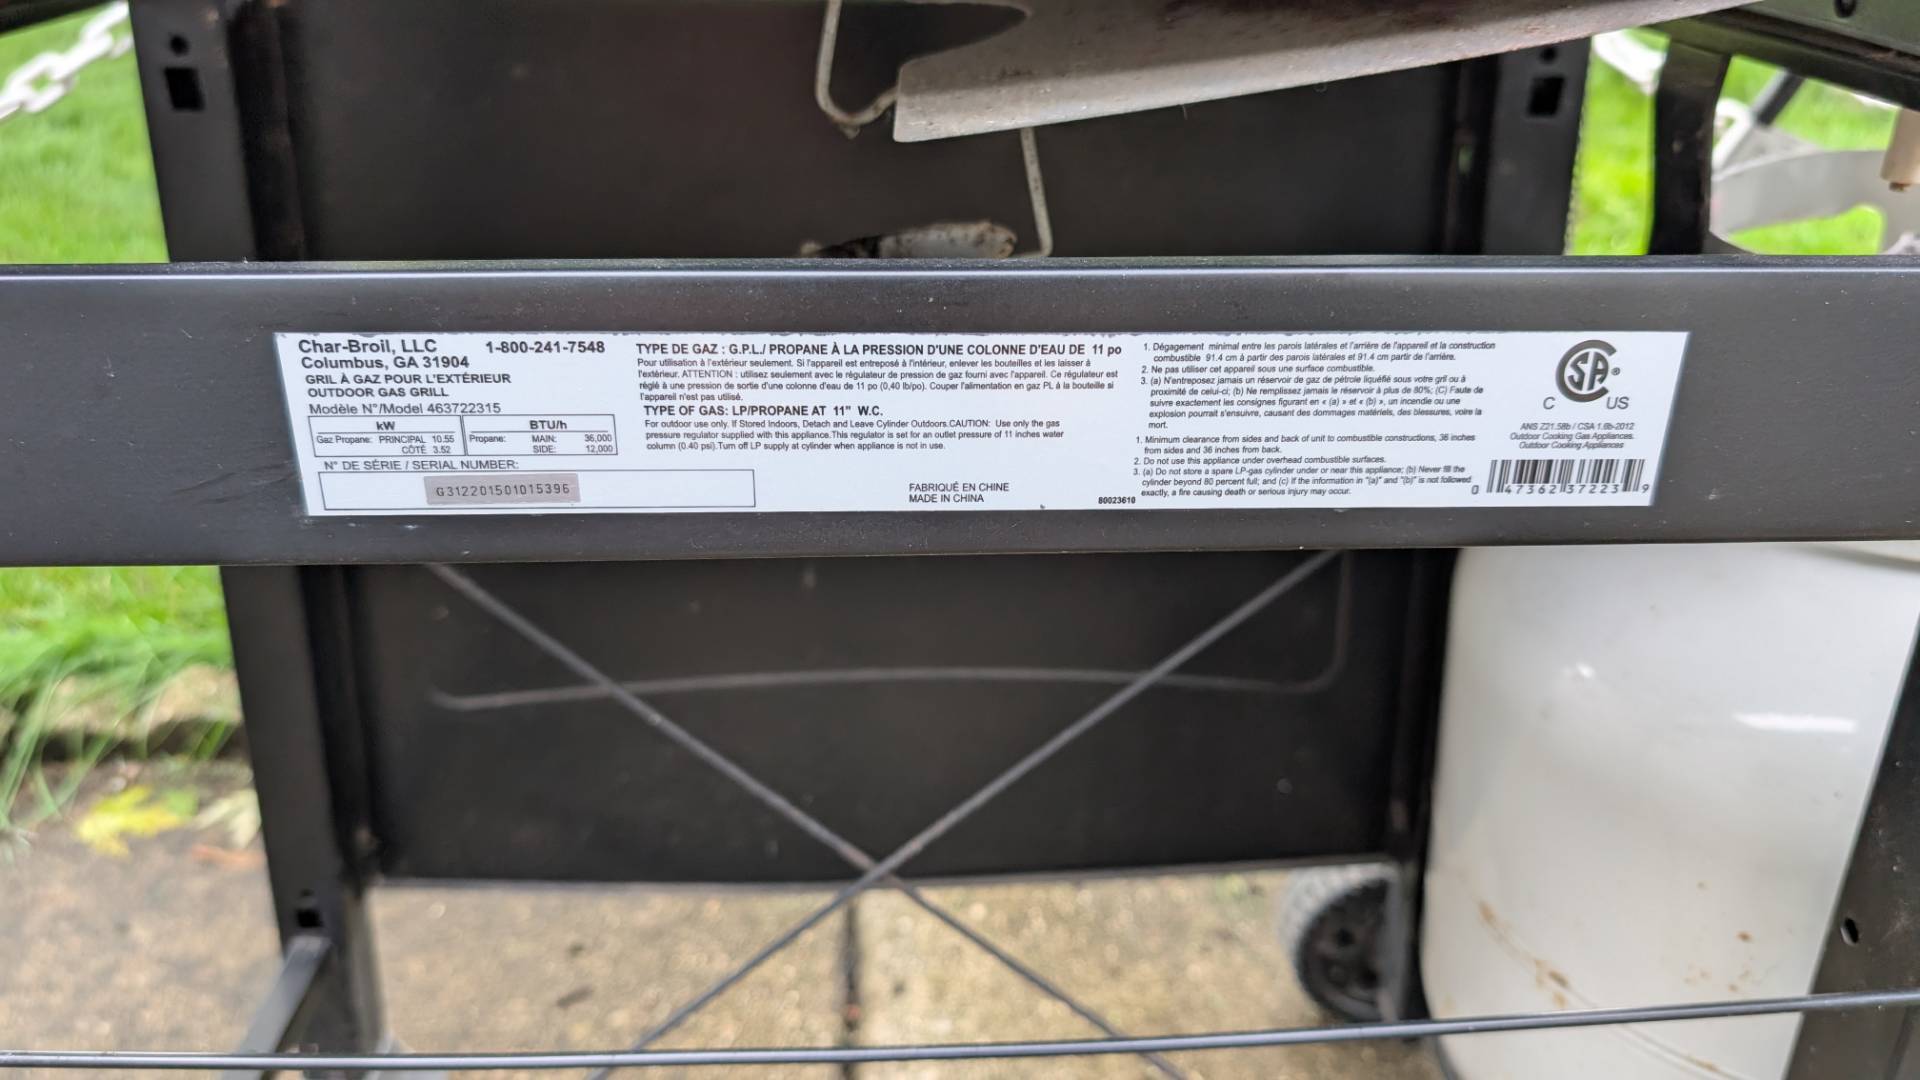 Char-Broil, LLC
1-800-241-7548
Columbus, GA 31904
GRIL À GAZ POUR L'EXTÉRIEUR
OUTDOOR GAS GRILL
Modèle N°/Model 463722315
kW
BTU/h
Gaz Propane: PRINCIPAL 10.55
CÔTÉ 3.52
Propane: MAIN: 36,000
SIDE: 12,000
N° DE SÉRIE / SERIAL NUMBER:
G312201501015396
TYPE DE GAZ : G.P.L./ PROPANE À LA PRESSION D'UNE COLONNE D'EAU DE 11 po
Pour utilisation à l'extérieur seulement. Si l'appareil est entreposé à l'intérieur, enlever les bouteilles et les laisser à
l'extérieur. ATTENTION : utilisez seulement avec le régulateur de pression de gaz fourni avec l'appareil. Ce régulateur est
réglé à une pression de sortie d'une colonne d'eau de 11 po (0,40 lb/po). Couper l'alimentation en gaz PL à la bouteille si
l'appareil n'est pas utilisé.
TYPE OF GAS: LP/PROPANE AT 11" W.C.
For outdoor use only. If Stored Indoors, Detach and Leave Cylinder Outdoors.CAUTION: Use only the gas
pressure regulator supplied with this appliance.This regulator is set for an outlet pressure of 11 inches water
column (0.40 psi).Turn off LP supply at cylinder when appliance is not in use.
FABRIQUÉ EN CHINE
MADE IN CHINA
80023610
1. Dégagement minimal entre les parois latérales et l'arrière de l'appareil et la construction
combustible 91.4 cm à partir des parois latérales et 91.4 cm partir de l'arrière.
2. Ne pas utiliser cet appareil sous une surface combustible.
3. (a) N'entreposez jamais un réservoir de gaz de pétrole liquéfié sous votre gril ou à
proximité de celui-ci; (b) Ne remplissez jamais le réservoir à plus de 80%; (C) Faute de
suivre exactement les consignes figurant en « (a) » et « (b) », un incendie ou une
explosion pourrait s'ensuivre, causant des dommages matériels, des blessures, voire la
mort.
1. Minimum clearance from sides and back of unit to combustible constructions, 36 inches
from sides and 36 inches from back.
2. Do not use this appliance under overhead combustible surfaces.
3. (a) Do not store a spare LP-gas cylinder under or near this appliance; (b) Never fill the
cylinder beyond 80 percent full; and (c) If the information in "(a)" and "(b)" is not followed
exactly, a fire causing death or serious injury may occur.
CSA ®
C US
ANS Z21.58b / CSA 1.6b-2012
Outdoor Cooking Gas Appliances.
Outdoor Cooking Appliances
0 47362 37223 9